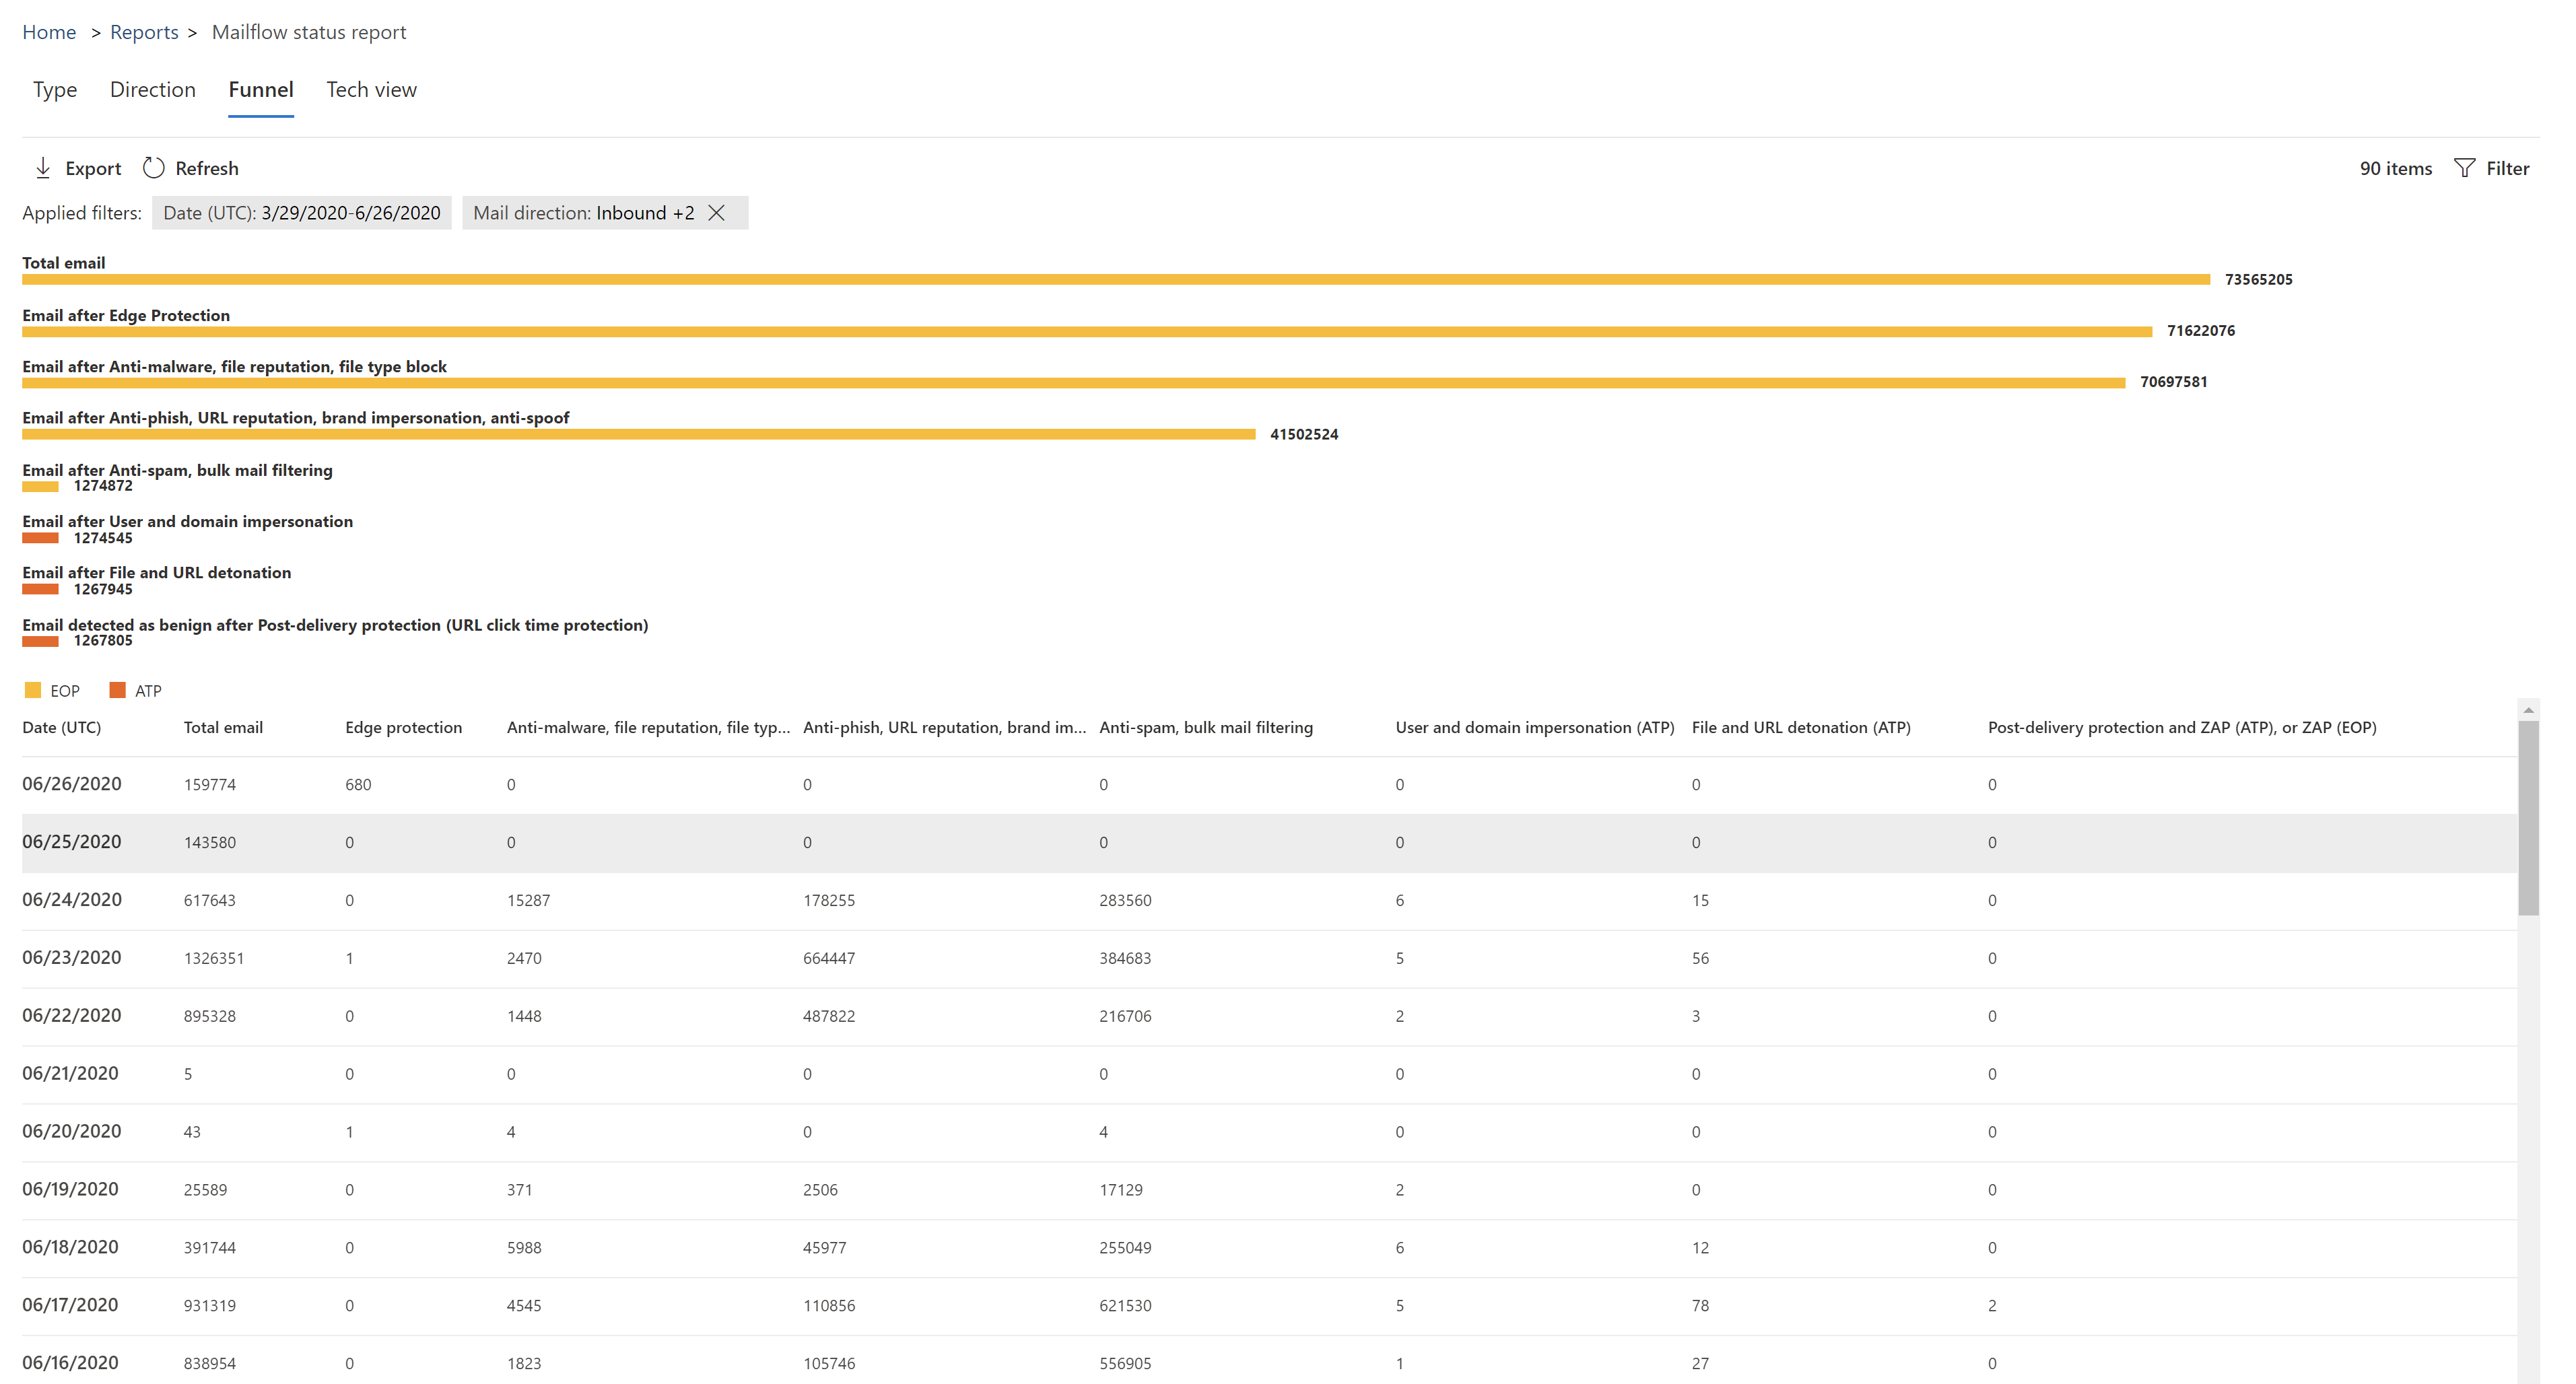 Home > Reports > Mailflow status report
Type Direction Funnel Tech view
Export Refresh 90 items Filter
Applied filters: Date (UTC): 3/29/2020-6/26/2020 Mail direction: Inbound +2
Total email
73565205
Email after Edge Protection
71622076
Email after Anti-malware, file reputation, file type block
70697581
Email after Anti-phish, URL reputation, brand impersonation, anti-spoof
41502524
Email after Anti-spam, bulk mail filtering
1274872
Email after User and domain impersonation
1274545
Email after File and URL detonation
1267945
Email detected as benign after Post-delivery protection (URL click time protection)
1267805
EOP ATP
Date (UTC) Total email Edge protection Anti-malware, file reputation, file typ... Anti-phish, URL reputation, brand im... Anti-spam, bulk mail filtering User and domain impersonation (ATP) File and URL detonation (ATP) Post-delivery protection and ZAP (ATP), or ZAP (EOP)
06/26/2020 159774 680 0 0 0 0 0 0
06/25/2020 143580 0 0 0 0 0 0 0
06/24/2020 617643 0 15287 178255 283560 6 15 0
06/23/2020 1326351 1 2470 664447 384683 5 56 0
06/22/2020 895328 0 1448 487822 216706 2 3 0
06/21/2020 5 0 0 0 0 0 0 0
06/20/2020 43 1 4 0 4 0 0 0
06/19/2020 25589 0 371 2506 17129 2 0 0
06/18/2020 391744 0 5988 45977 255049 6 12 0
06/17/2020 931319 0 4545 110856 621530 5 78 2
06/16/2020 838954 0 1823 105746 556905 1 27 0